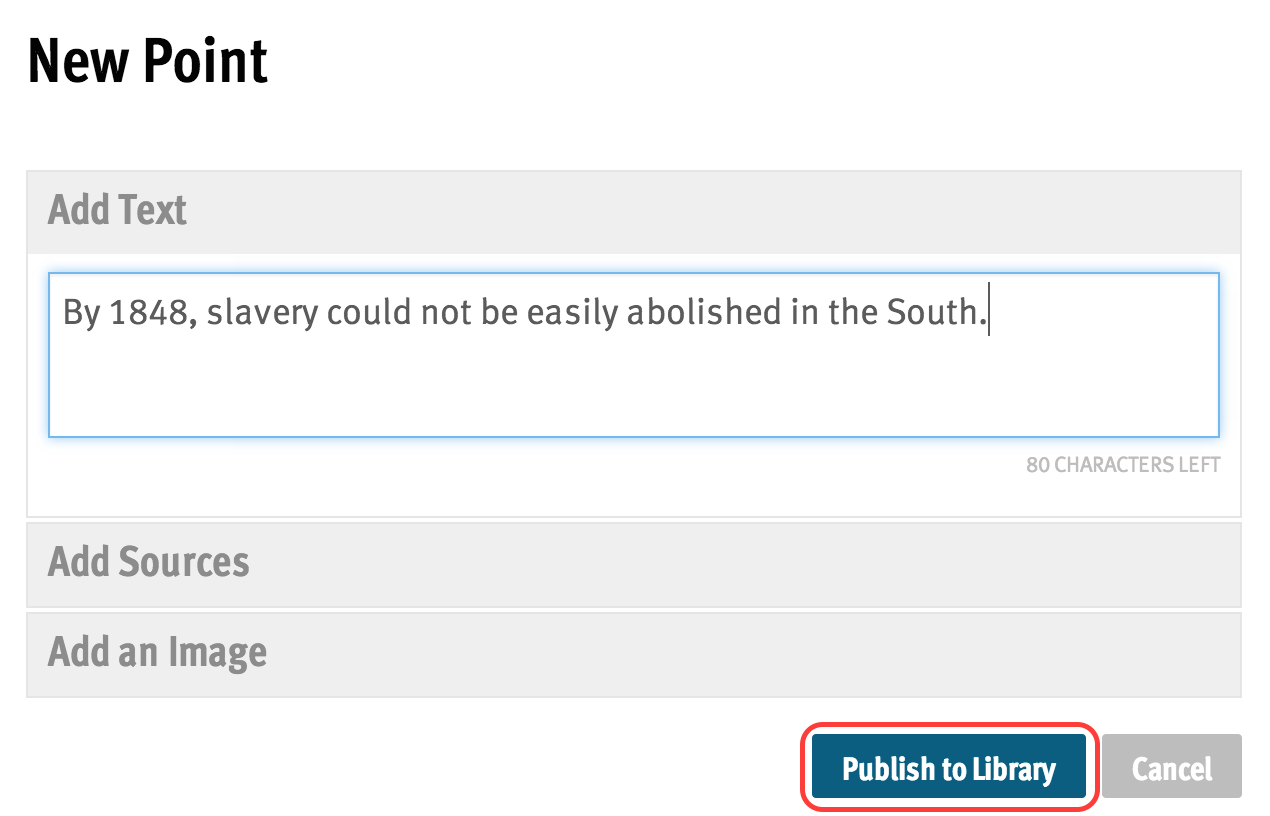 New Point
Add Text
By 1848, slavery could not be easily abolished in the South.
80 CHARACTERS LEFT
Add Sources
Add an Image
Publish to Library
Cancel